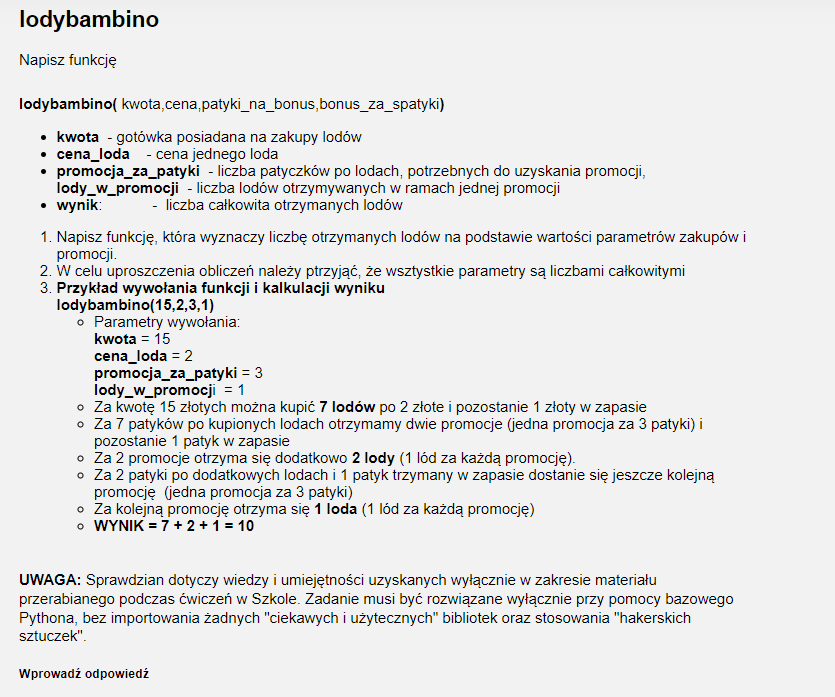 lodybambino
Napisz funkcję
lodybambino( kwota,cena,patyki_na_bonus,bonus_za_spatyki)
• kwota - gotówka posiadana na zakupy lodów
• cena_loda - cena jednego loda
• promocja_za_patyki - liczba patyczków po lodach, potrzebnych do uzyskania promocji,
lody_w_promocji - liczba lodów otrzymywanych w ramach jednej promocji
• wynik: - liczba całkowita otrzymanych lodów
1. Napisz funkcję, która wyznaczy liczbę otrzymanych lodów na podstawie wartości parametrów zakupów i
promocji.
2. W celu uproszczenia obliczeń należy ptrzyjąć, że wsztystkie parametry są liczbami całkowitymi
3. Przykład wywołania funkcji i kalkulacji wyniku
lodybambino(15,2,3,1)
○ Parametry wywołania:
kwota = 15
cena_loda = 2
promocja_za_patyki = 3
lody_w_promocji = 1
○ Za kwotę 15 złotych można kupić 7 lodów po 2 złote i pozostanie 1 złoty w zapasie
○ Za 7 patyków po kupionych lodach otrzymamy dwie promocje (jedna promocja za 3 patyki) i
pozostanie 1 patyk w zapasie
○ Za 2 promocje otrzyma się dodatkowo 2 lody (1 lód za każdą promocję).
○ Za 2 patyki po dodatkowych lodach i 1 patyk trzymany w zapasie dostanie się jeszcze kolejną
promocję (jedna promocja za 3 patyki)
○ Za kolejną promocję otrzyma się 1 loda (1 lód za każdą promocję)
○ WYNIK = 7 + 2 + 1 = 10
UWAGA: Sprawdzian dotyczy wiedzy i umiejętności uzyskanych wyłącznie w zakresie materiału
przerabianego podczas ćwiczeń w Szkole. Zadanie musi być rozwiązane wyłącznie przy pomocy bazowego
Pythona, bez importowania żadnych "ciekawych i użytecznych" bibliotek oraz stosowania "hakerskich
sztuczek".
Wprowadź odpowiedź